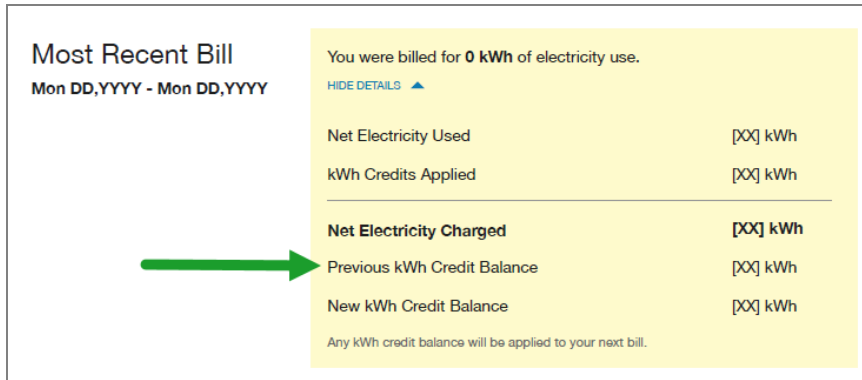 Most Recent Bill
Mon DD,YYYY - Mon DD,YYYY
You were billed for 0 kWh of electricity use.
HIDE DETAILS
Net Electricity Used [XX] kWh
kWh Credits Applied [XX] kWh
Net Electricity Charged [XX] kWh
Previous kWh Credit Balance [XX] kWh
New kWh Credit Balance [XX] kWh
Any kWh credit balance will be applied to your next bill.